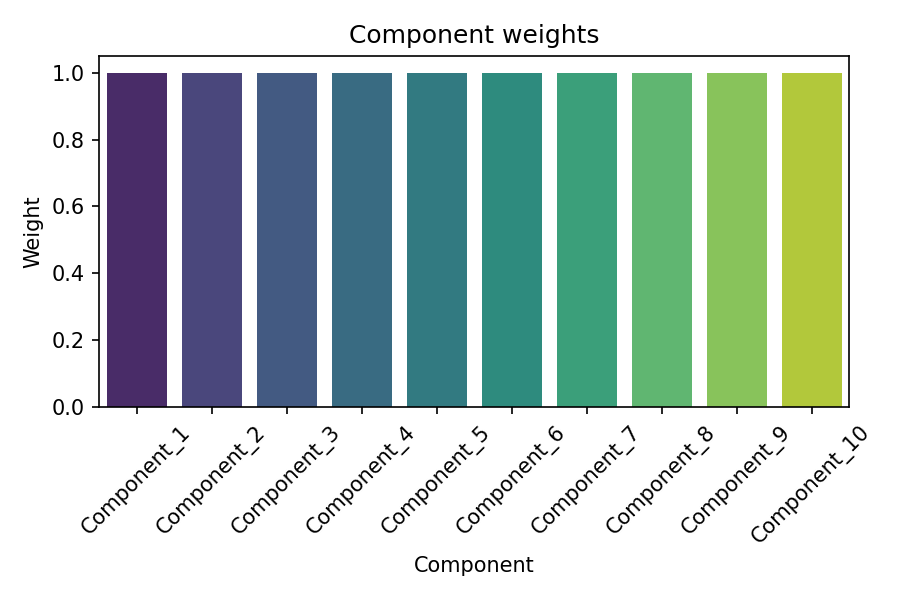 Component weights
Weight
1.0
0.8
0.6
0.4
0.2
0.0
Component_1
Component_2
Component_3
Component_4
Component_5
Component_6
Component_7
Component_8
Component_9
Component_10
Component